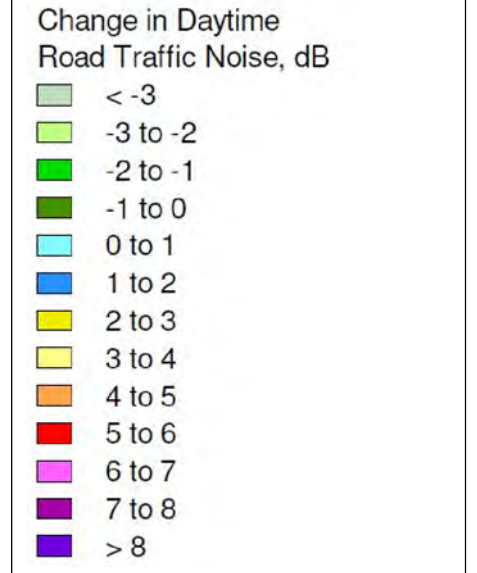 Change in Daytime
Road Traffic Noise, dB
< -3
-3 to -2
-2 to -1
-1 to 0
0 to 1
1 to 2
2 to 3
3 to 4
4 to 5
5 to 6
6 to 7
7 to 8
> 8